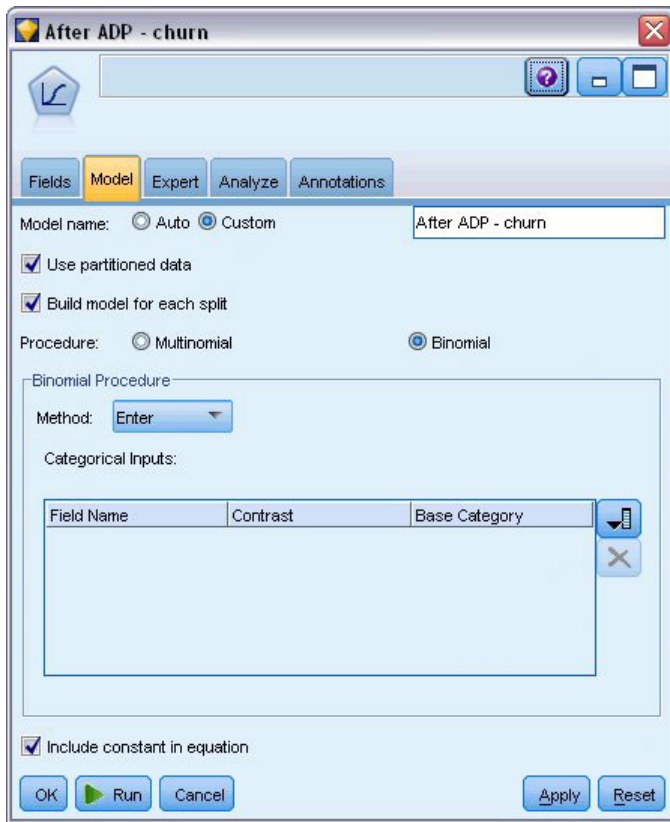 After ADP - churn
Fields Model Expert Analyze Annotations
Model name: Auto Custom After ADP - churn
Use partitioned data
Build model for each split
Procedure: Multinomial Binomial
Binomial Procedure
Method: Enter
Categorical Inputs:
Field Name Contrast Base Category
Include constant in equation
OK Run Cancel Apply Reset